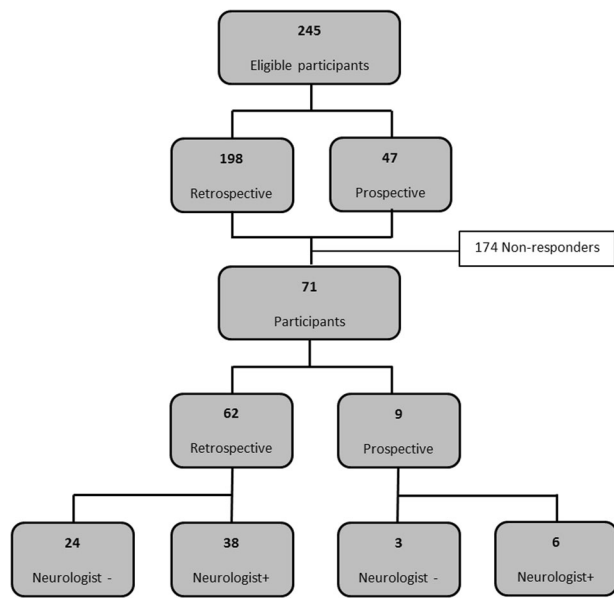 245
Eligible participants
198
Retrospective
47
Prospective
174 Non-responders
71
Participants
62
Retrospective
9
Prospective
24
Neurologist -
38
Neurologist+
3
Neurologist -
6
Neurologist+